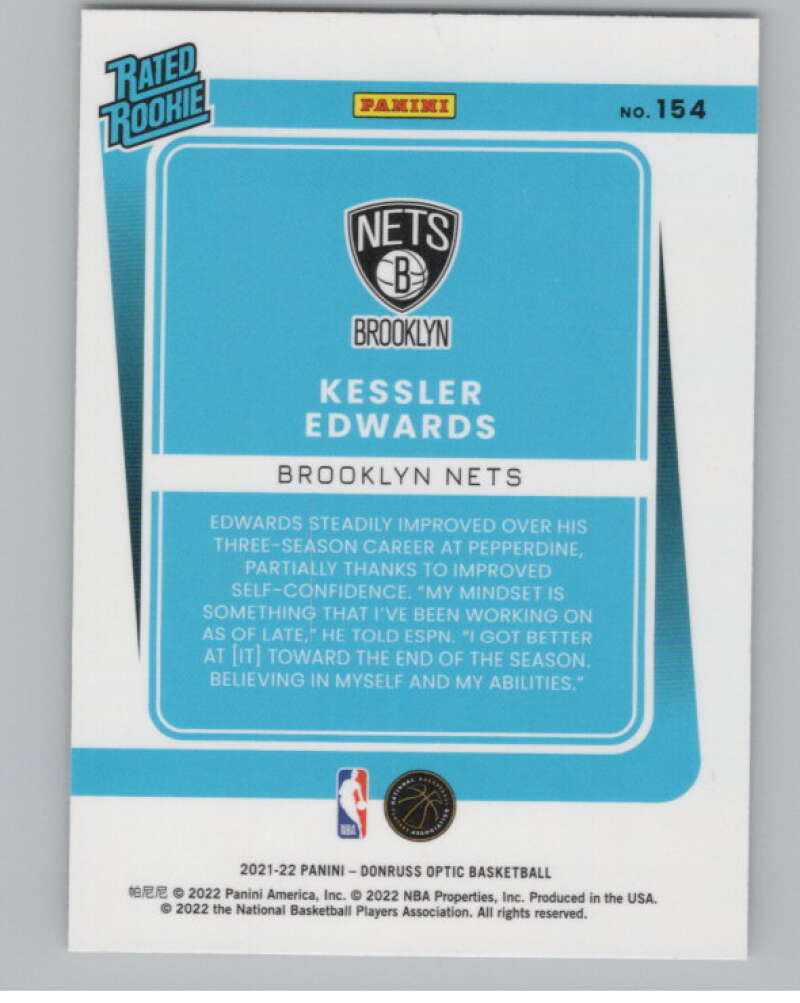 RATED
ROOKIE
PANINI
NO. 154
NETS
B
BROOKLYN
KESSLER
EDWARDS
BROOKLYN NETS
EDWARDS STEADILY IMPROVED OVER HIS
THREE-SEASON CAREER AT PEPPERDINE,
PARTIALLY THANKS TO IMPROVED
SELF-CONFIDENCE. "MY MINDSET IS
SOMETHING THAT I'VE BEEN WORKING ON
AS OF LATE," HE TOLD ESPN. "I GOT BETTER
AT [IT] TOWARD THE END OF THE SEASON.
BELIEVING IN MYSELF AND MY ABILITIES."
NBA
NATIONAL BASKETBALL
PLAYERS ASSOCIATION
2021-22 PANINI – DONRUSS OPTIC BASKETBALL
帕尼尼 © 2022 Panini America, Inc. © 2022 NBA Properties, Inc. Produced in the USA.
© 2022 the National Basketball Players Association. All rights reserved.